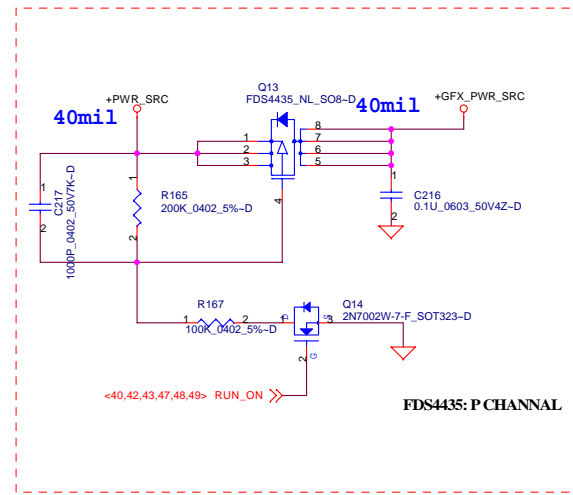 Q13
FDS4435_NL_SO8~D
+PWR_SRC
40mil
40mil
+GFX_PWR_SRC
1
2
3
8
7
6
5
4
1
2
C217
1000P_0402_50V7K~D
1
2
R165
200K_0402_5%~D
1
2
C216
0.1U_0603_50V4Z~D
R167
1
2
100K_0402_5%~D
Q14
2N7002W-7-F_SOT323~D
1
D
S
3
G
2
<40,42,43,47,48,49> RUN_ON
FDS4435: P CHANNAL